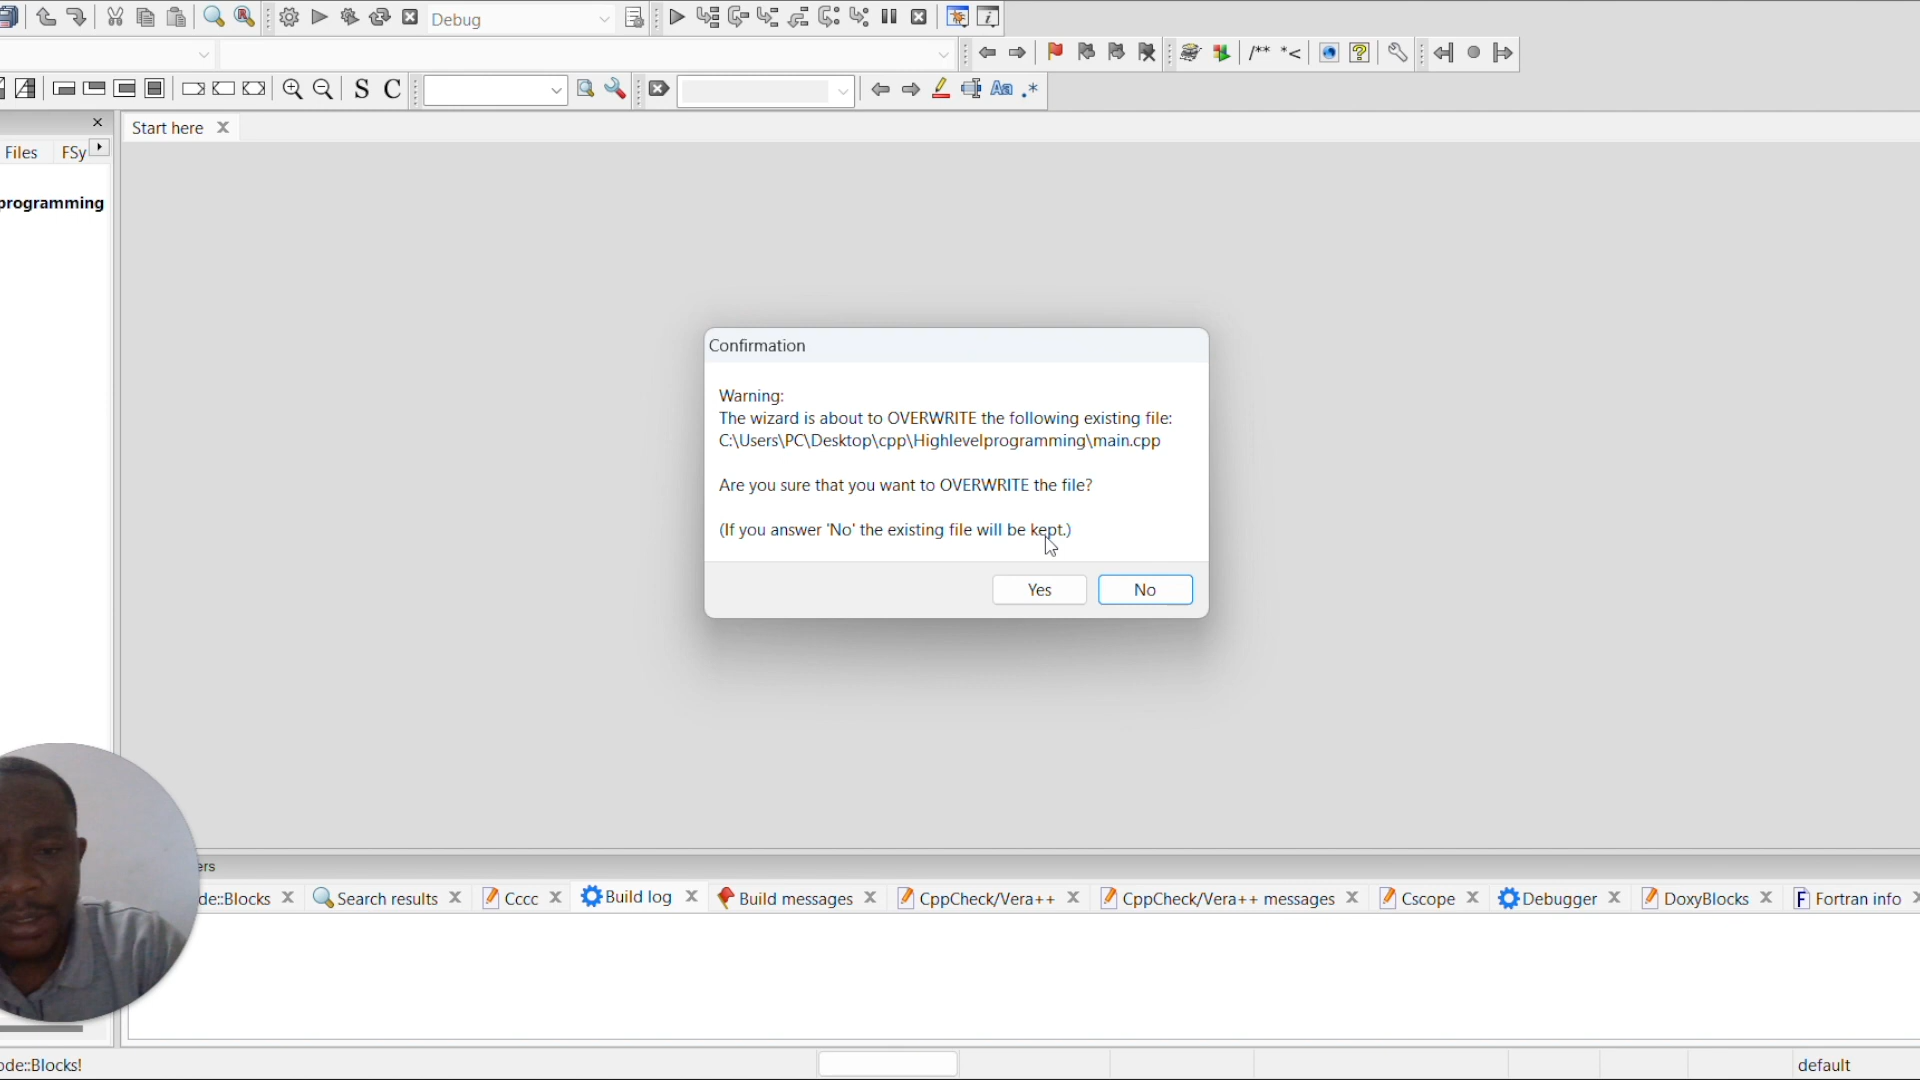 Debug
/** *<
S C
Aa .*
Start here
Files FSy
programming
Confirmation
Warning:
The wizard is about to OVERWRITE the following existing file:
C:\Users\PC\Desktop\cpp\Highlevelprogramming\main.cpp
Are you sure that you want to OVERWRITE the file?
(If you answer 'No' the existing file will be kept.)
Yes No
ers
de::Blocks Search results Cccc Build log Build messages CppCheck/Vera++ CppCheck/Vera++ messages Cscope Debugger DoxyBlocks Fortran info
ode::Blocks! default